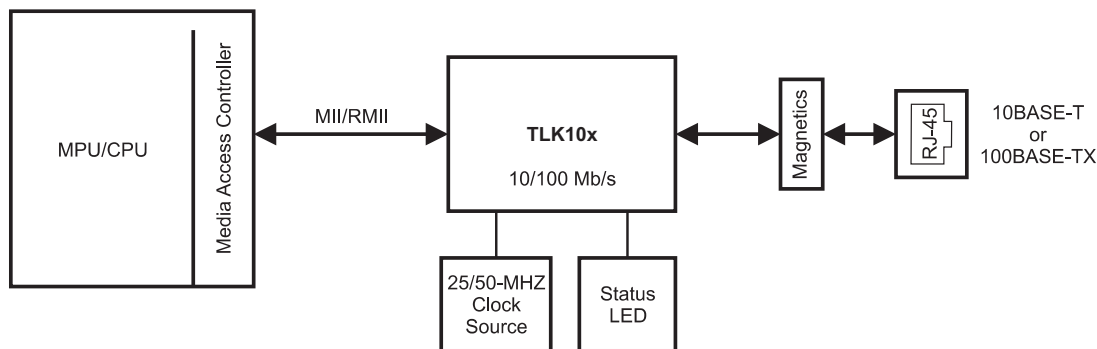 MPU/CPU
Media Access Controller
MII/RMII
TLK10x
10/100 Mb/s
25/50-MHZ
Clock
Source
Status
LED
Magnetics
RJ-45
10BASE-T
or
100BASE-TX